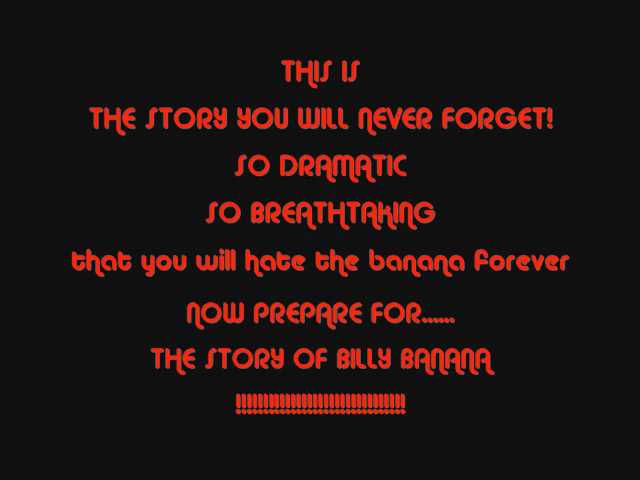 THIS IS
THE STORY YOU WILL NEVER FORGET!
SO DRAMATIC
SO BREATHTAKING
that you will hate the banana forever
NOW PREPARE FOR......
THE STORY OF BILLY BANANA
!!!!!!!!!!!!!!!!!!!!!!!!!!!!!!!